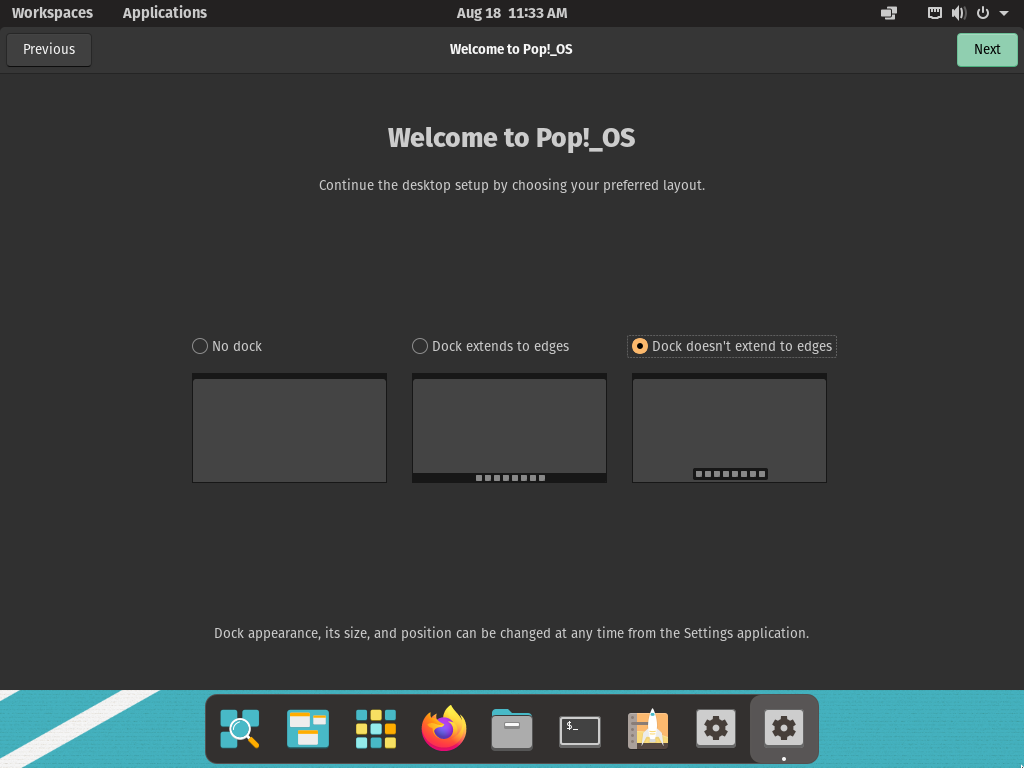 Workspaces Applications Aug 18 11:33 AM
Previous Welcome to Pop!_OS Next
Welcome to Pop!_OS
Continue the desktop setup by choosing your preferred layout.
No dock Dock extends to edges Dock doesn't extend to edges
Dock appearance, its size, and position can be changed at any time from the Settings application.
$_